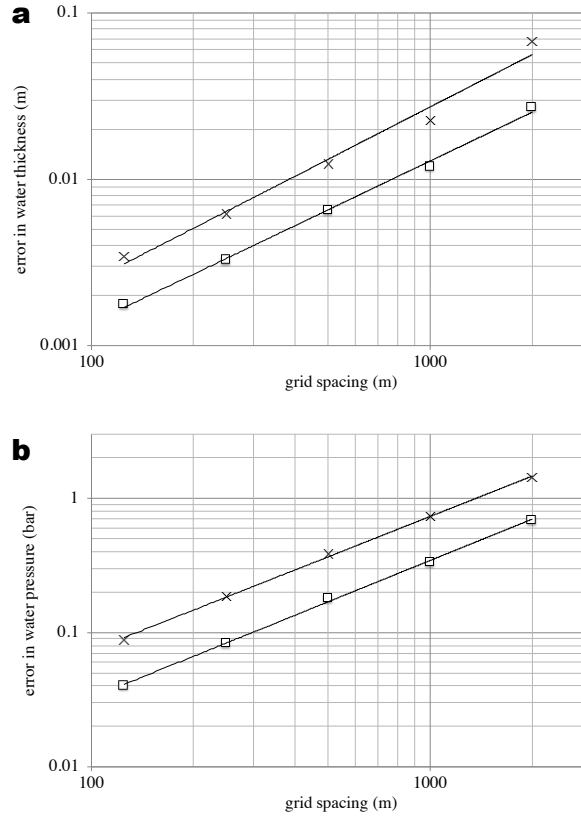 a
0.1
0.01
0.001
error in water thickness (m)
100
1000
grid spacing (m)
b
1
0.1
0.01
error in water pressure (bar)
100
1000
grid spacing (m)